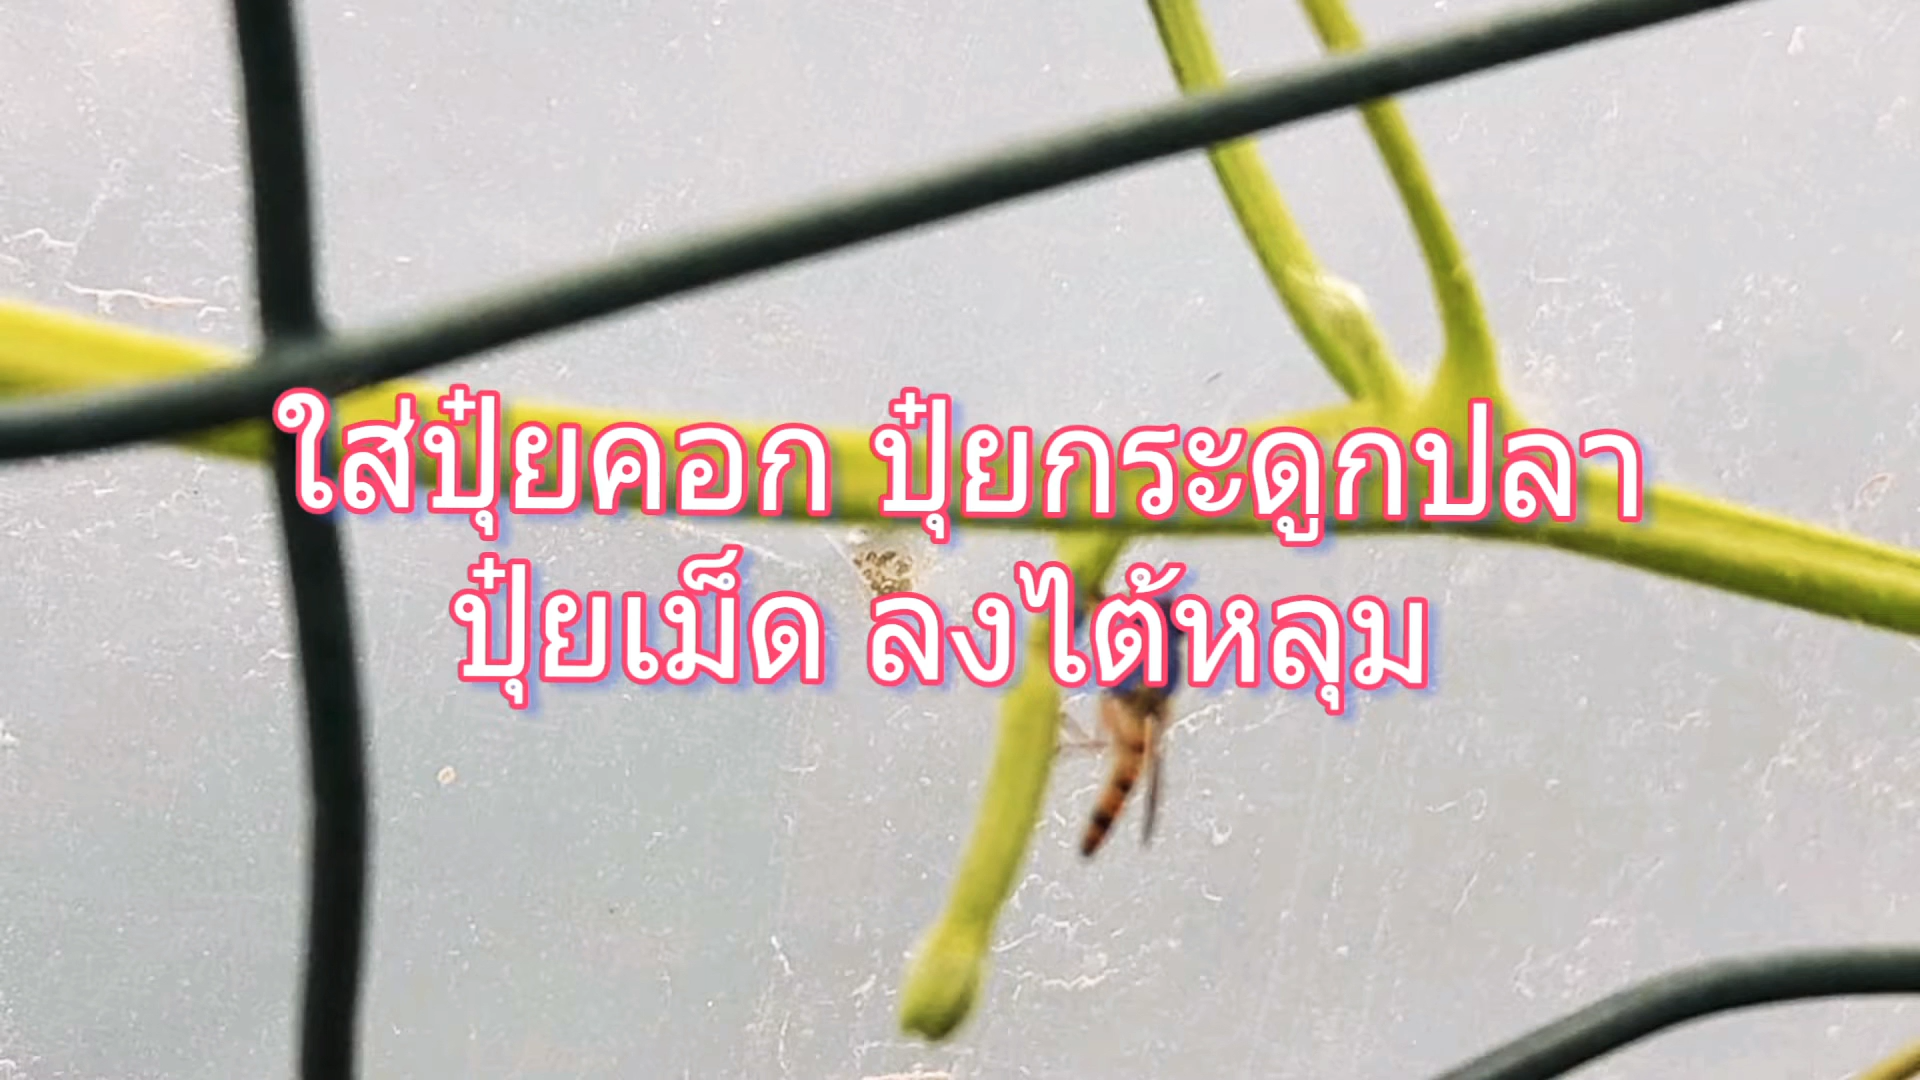 ใส่ปุ๋ยคอก ปุ๋ยกระดูกปลา
ปุ๋ยเม็ด ลงไต้หลุม